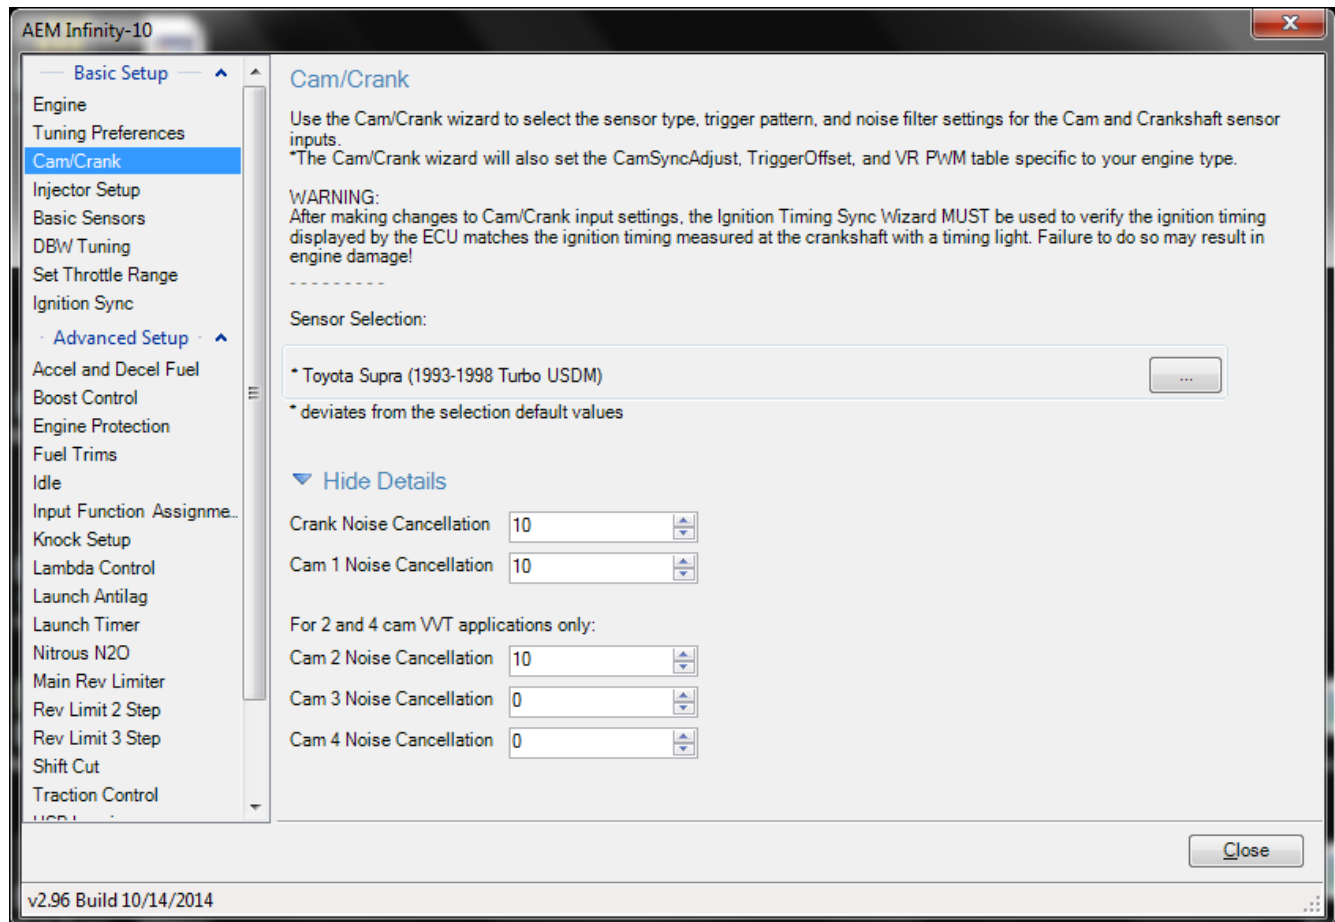 AEM Infinity-10
Basic Setup
Engine
Tuning Preferences
Cam/Crank
Injector Setup
Basic Sensors
DBW Tuning
Set Throttle Range
Ignition Sync
Advanced Setup
Accel and Decel Fuel
Boost Control
Engine Protection
Fuel Trims
Idle
Input Function Assignme...
Knock Setup
Lambda Control
Launch Antilag
Launch Timer
Nitrous N2O
Main Rev Limiter
Rev Limit 2 Step
Rev Limit 3 Step
Shift Cut
Traction Control
Cam/Crank
Use the Cam/Crank wizard to select the sensor type, trigger pattern, and noise filter settings for the Cam and Crankshaft sensor
inputs.
*The Cam/Crank wizard will also set the CamSyncAdjust, TriggerOffset, and VR PWM table specific to your engine type.
WARNING:
After making changes to Cam/Crank input settings, the Ignition Timing Sync Wizard MUST be used to verify the ignition timing
displayed by the ECU matches the ignition timing measured at the crankshaft with a timing light. Failure to do so may result in
engine damage!
- - - - - - - - -
Sensor Selection:
* Toyota Supra (1993-1998 Turbo USDM)
...
* deviates from the selection default values
Hide Details
Crank Noise Cancellation 10
Cam 1 Noise Cancellation 10
For 2 and 4 cam VVT applications only:
Cam 2 Noise Cancellation 10
Cam 3 Noise Cancellation 0
Cam 4 Noise Cancellation 0
Close
v2.96 Build 10/14/2014